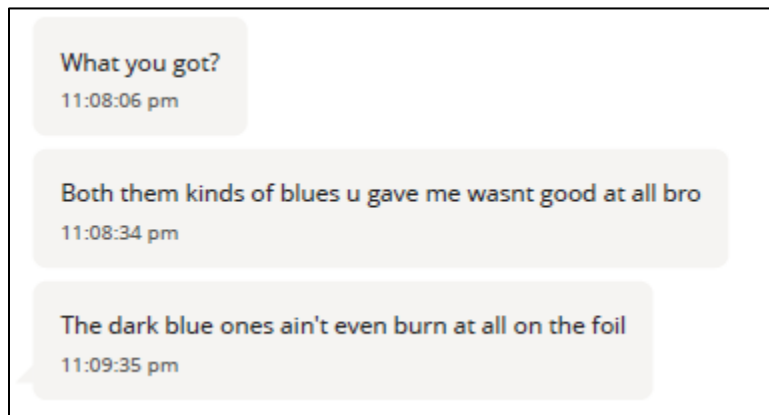 What you got?
11:08:06 pm
Both them kinds of blues u gave me wasnt good at all bro
11:08:34 pm
The dark blue ones ain't even burn at all on the foil
11:09:35 pm